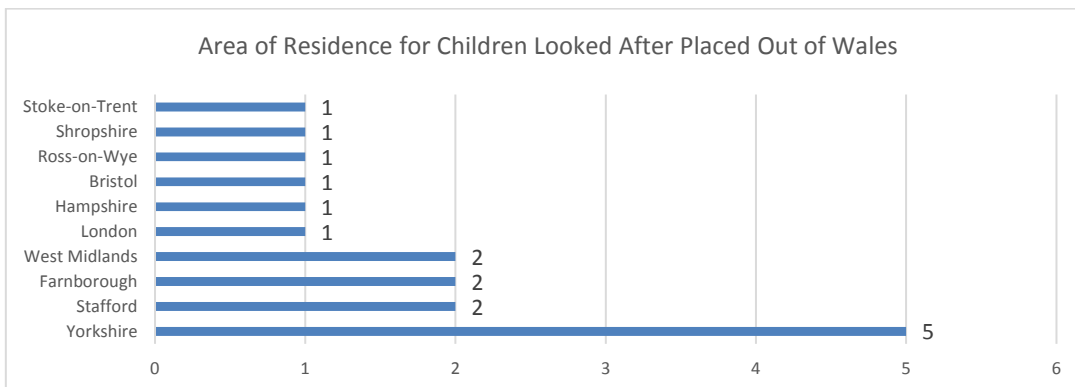 Area of Residence for Children Looked After Placed Out of Wales
Stoke-on-Trent 1
Shropshire 1
Ross-on-Wye 1
Bristol 1
Hampshire 1
London 1
West Midlands 2
Farnborough 2
Stafford 2
Yorkshire 5
0 1 2 3 4 5 6